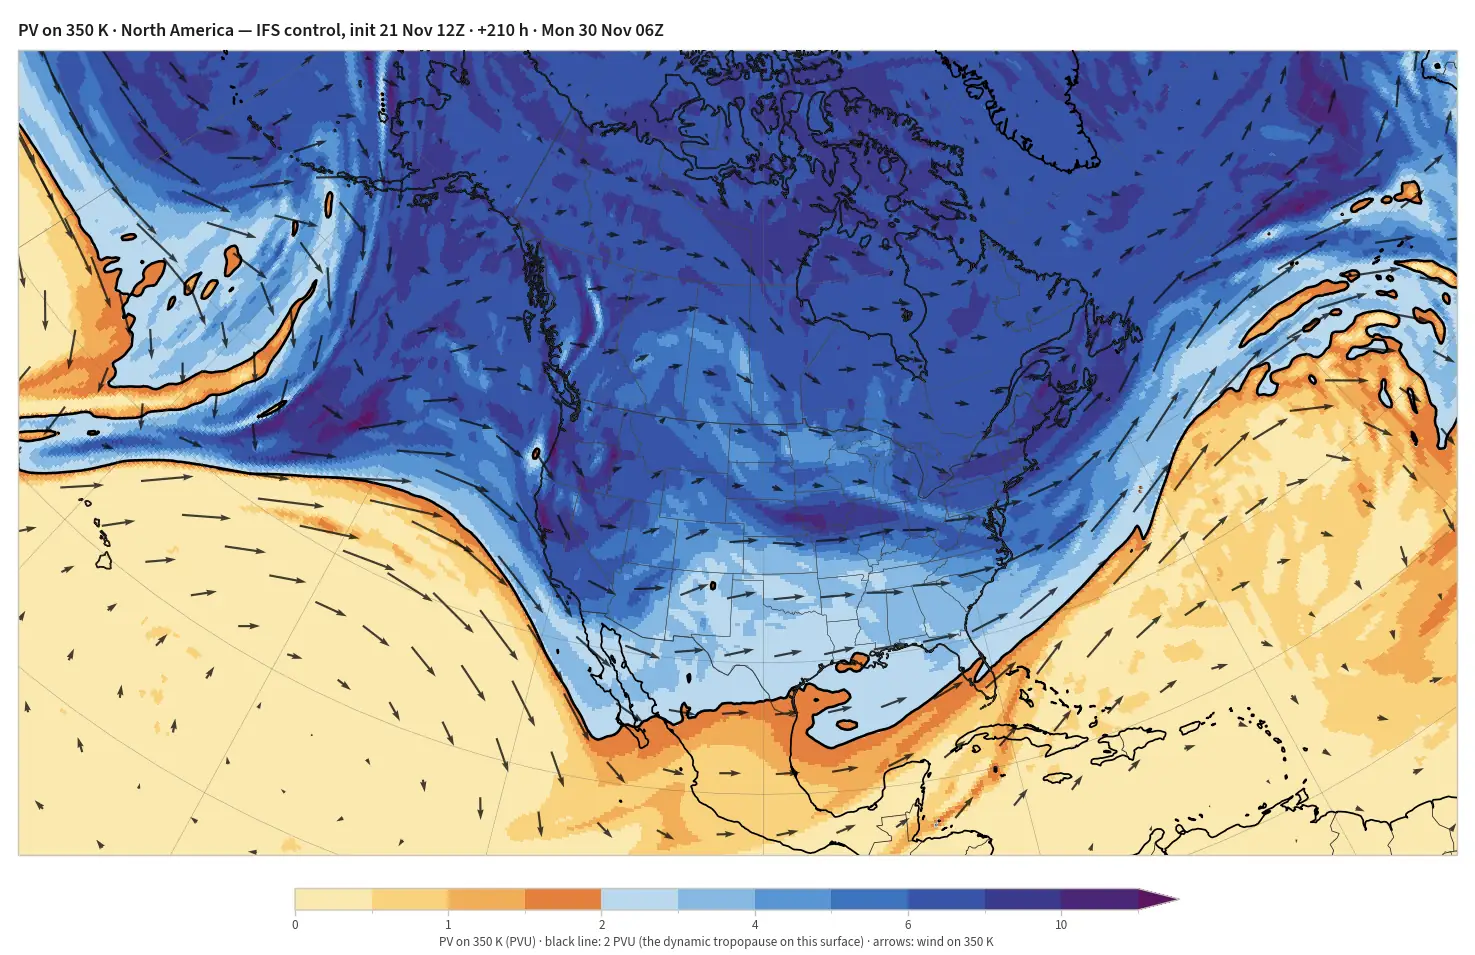 PV on 350 K · North America — IFS control, init 21 Nov 12Z · +210 h · Mon 30 Nov 06Z
0 1 2 4 6 10
PV on 350 K (PVU) · black line: 2 PVU (the dynamic tropopause on this surface) · arrows: wind on 350 K